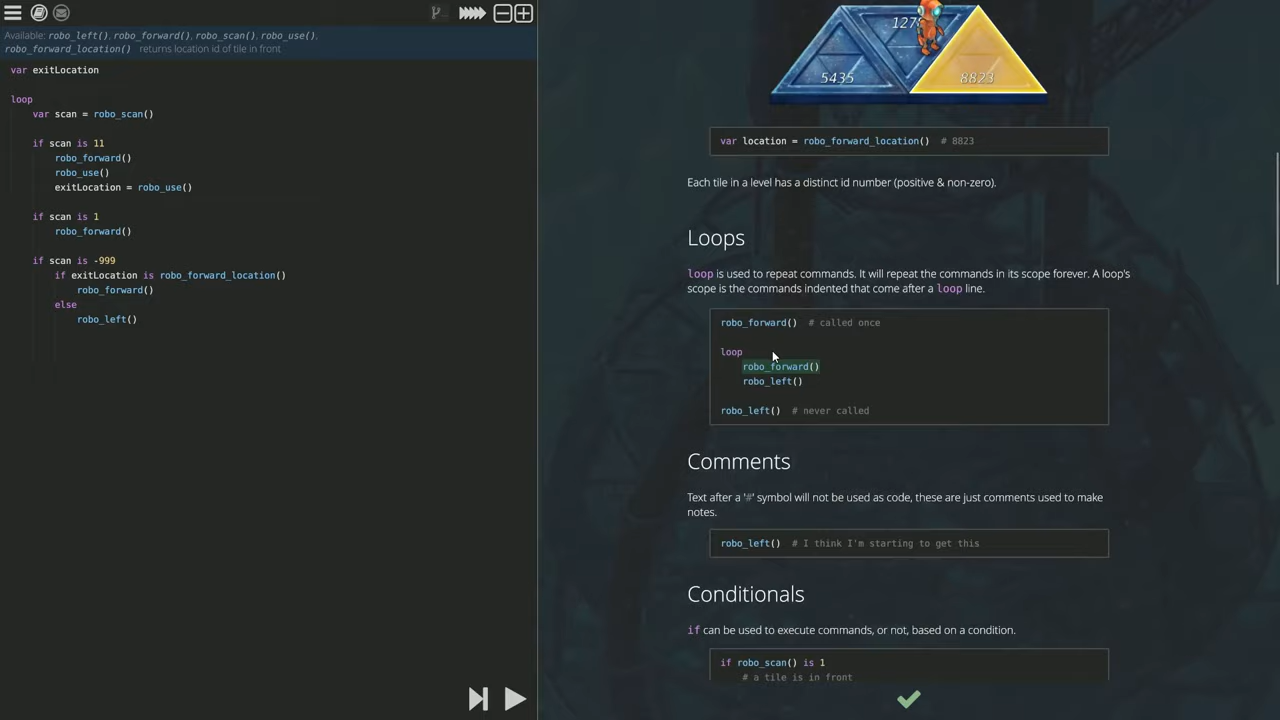 Available: robo_left(), robo_forward(), robo_scan(), robo_use(),
robo_forward_location() returns location id of tile in front
var exitLocation
loop
var scan = robo_scan()
if scan is 11
robo_forward()
robo_use()
exitLocation = robo_use()
if scan is 1
robo_forward()
if scan is -999
if exitLocation is robo_forward_location()
robo_forward()
else
robo_left()
5435
8823
var location = robo_forward_location() # 8823
Each tile in a level has a distinct id number (positive & non-zero).
Loops
loop is used to repeat commands. It will repeat the commands in its scope forever. A loop's
scope is the commands indented that come after a loop line.
robo_forward() # called once
loop
robo_forward()
robo_left()
robo_left() # never called
Comments
Text after a '#' symbol will not be used as code, these are just comments used to make
notes.
robo_left() # I think I'm starting to get this
Conditionals
if can be used to execute commands, or not, based on a condition.
if robo_scan() is 1
# a tile is in front